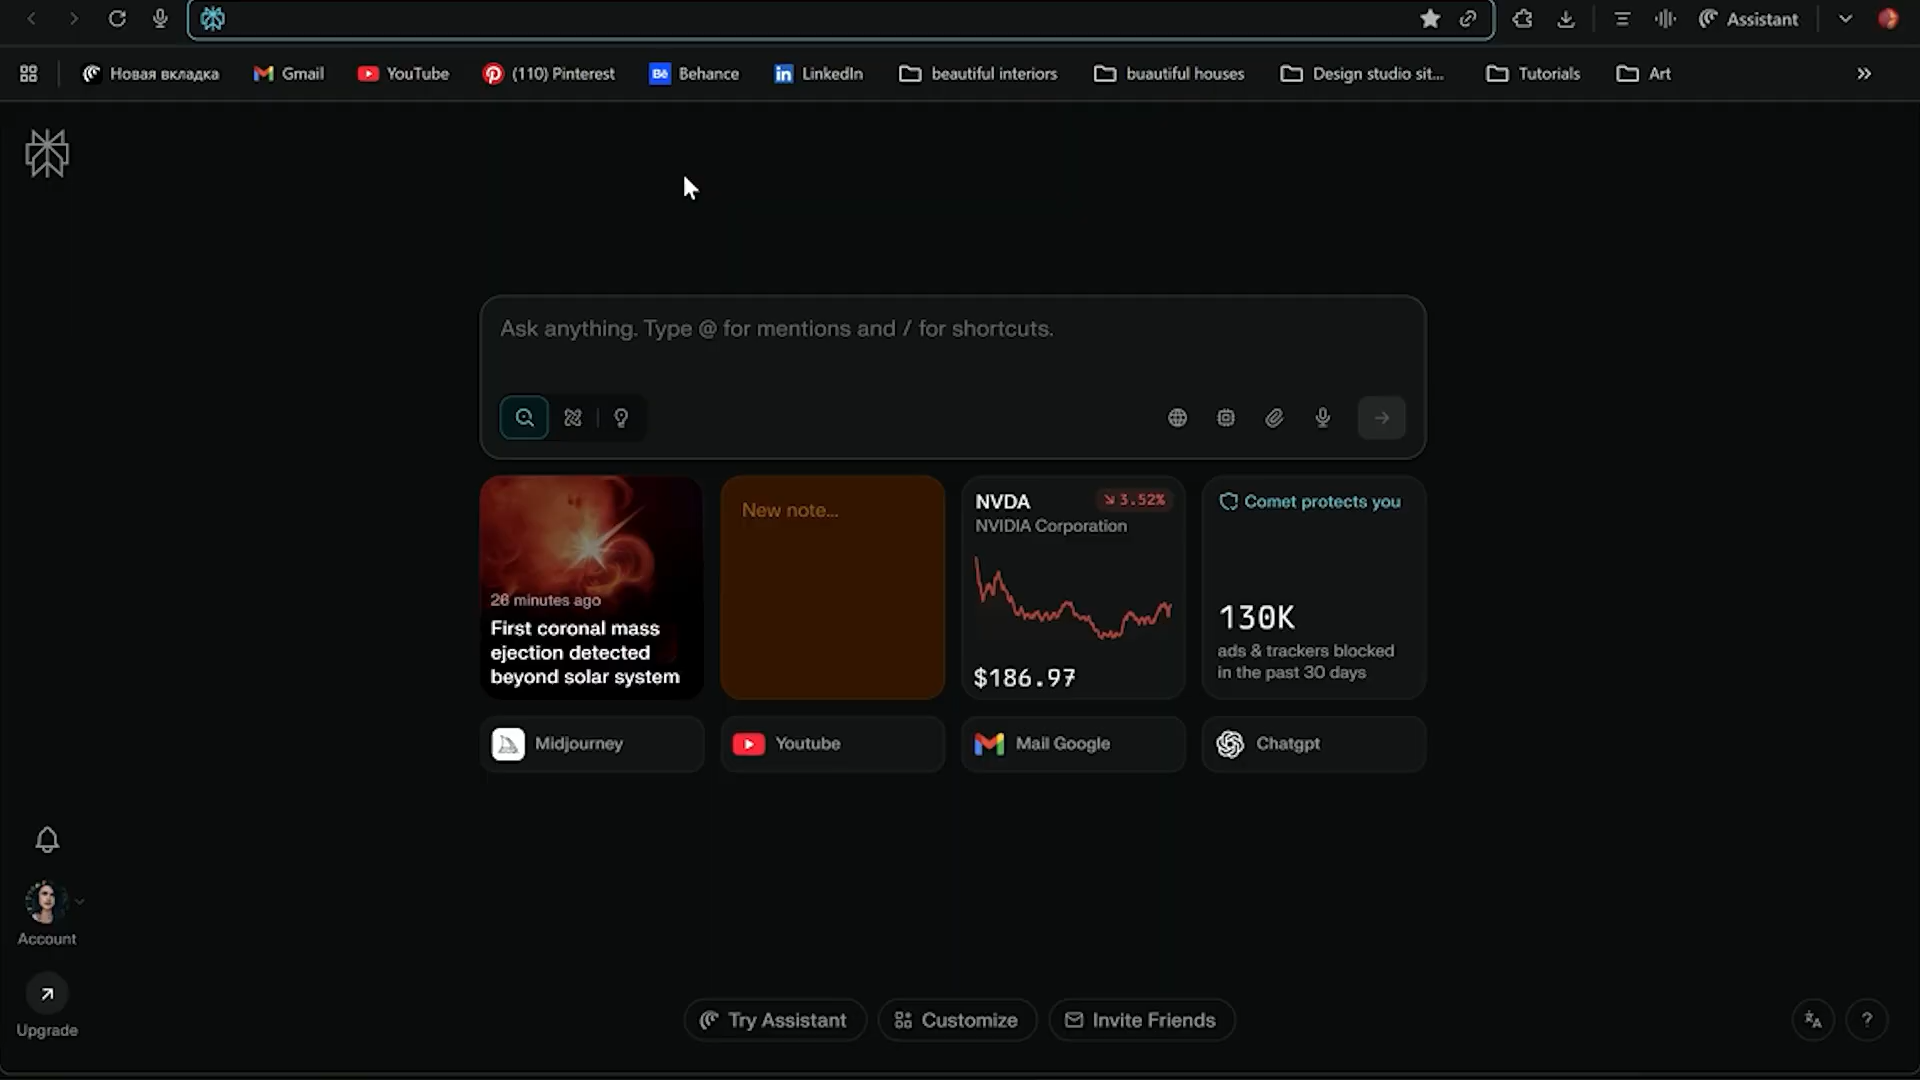 Assistant
Новая вкладка
Gmail
YouTube
(110) Pinterest
Bē Behance
in LinkedIn
beautiful interiors
buautiful houses
Design studio sit...
Tutorials
Art
Ask anything. Type @ for mentions and / for shortcuts.
26 minutes ago
First coronal mass
ejection detected
beyond solar system
New note...
NVDA
3.52%
NVIDIA Corporation
$186.97
Comet protects you
130K
ads & trackers blocked
in the past 30 days
Midjourney
Youtube
Mail Google
Chatgpt
Account
Upgrade
Try Assistant
Customize
Invite Friends
?